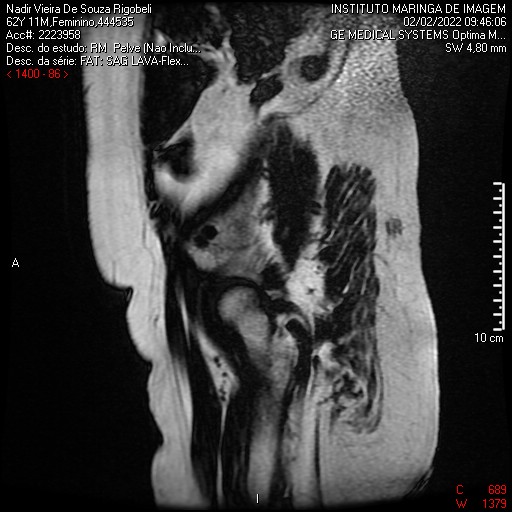 Nadir Vieira De Souza Rigobeli
62Y 11M,Feminino,444535
Acc#: 2223958
Desc. do estudo: RM  Pelve (Nao Inclu...
Desc. da série: FAT: SAG LAVA-Flex...
< 1400 - 86 >
INSTITUTO MARINGA DE IMAGEM
02/02/2022 09:46:06
GE MEDICAL SYSTEMS Optima M...
SW 4,80 mm
A
10 cm
I
C 689
W 1379